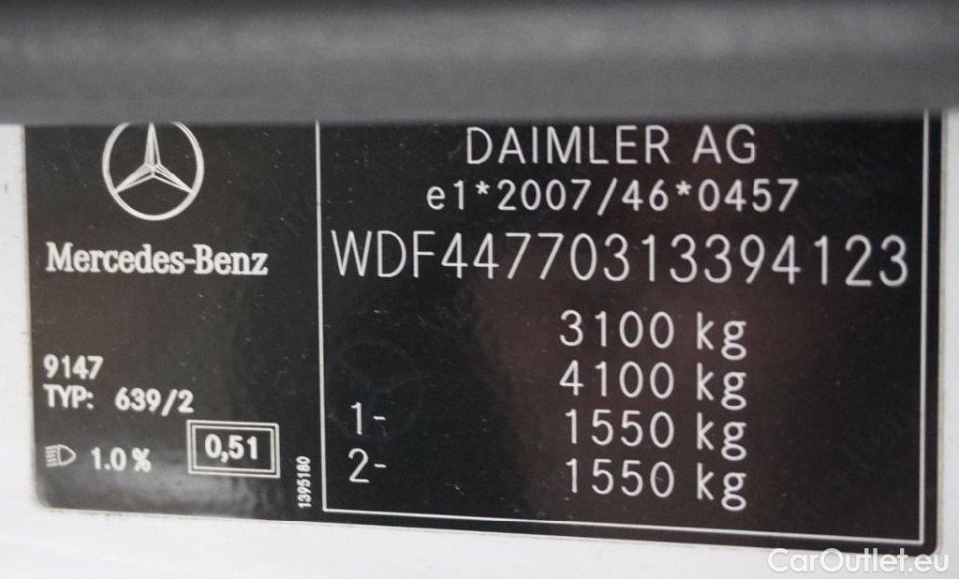 DAIMLER AG
e1*2007/46*0457
WDF44770313394123
Mercedes-Benz
3100 kg
4100 kg
1- 1550 kg
2- 1550 kg
9147
TYP: 639/2
1.0 %
0,51
1395180
CarOutlet.eu